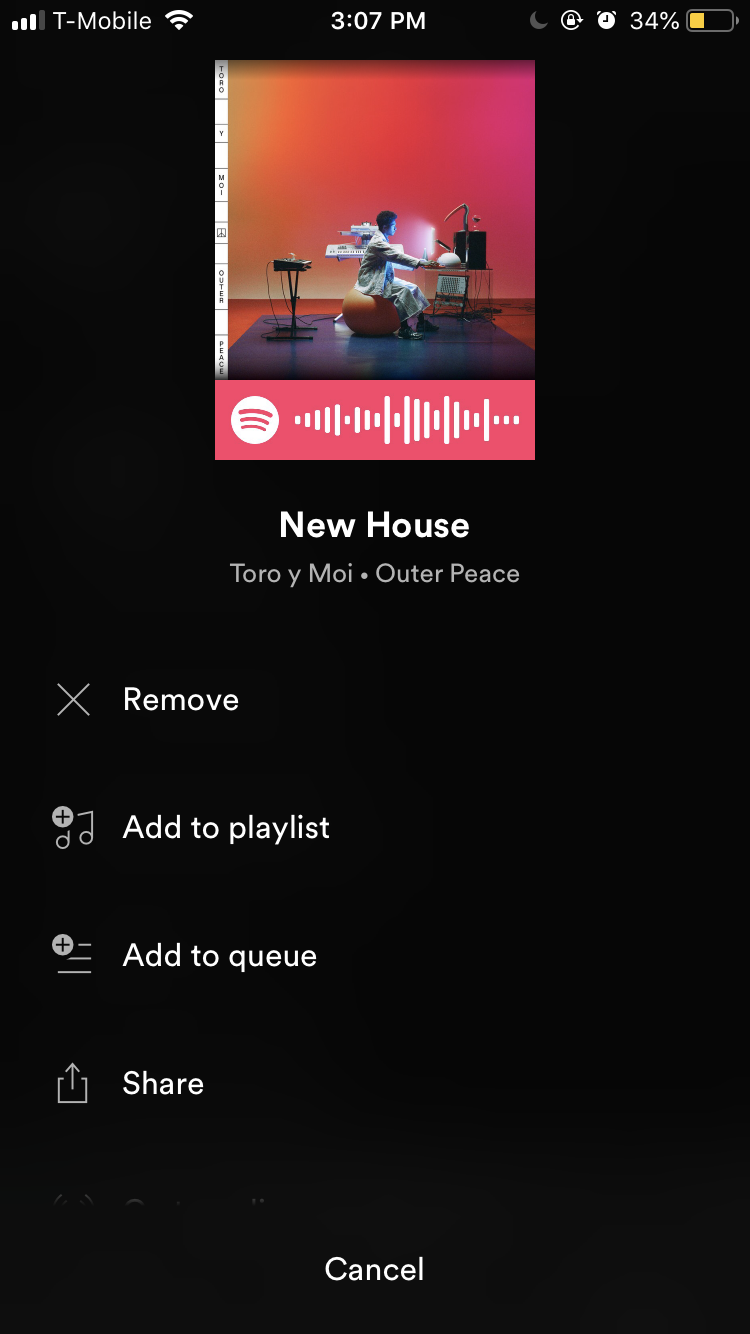 T-Mobile 3:07 PM 34%
TORO Y MOI OUTER PEACE
New House
Toro y Moi • Outer Peace
Remove
Add to playlist
Add to queue
Share
Cancel